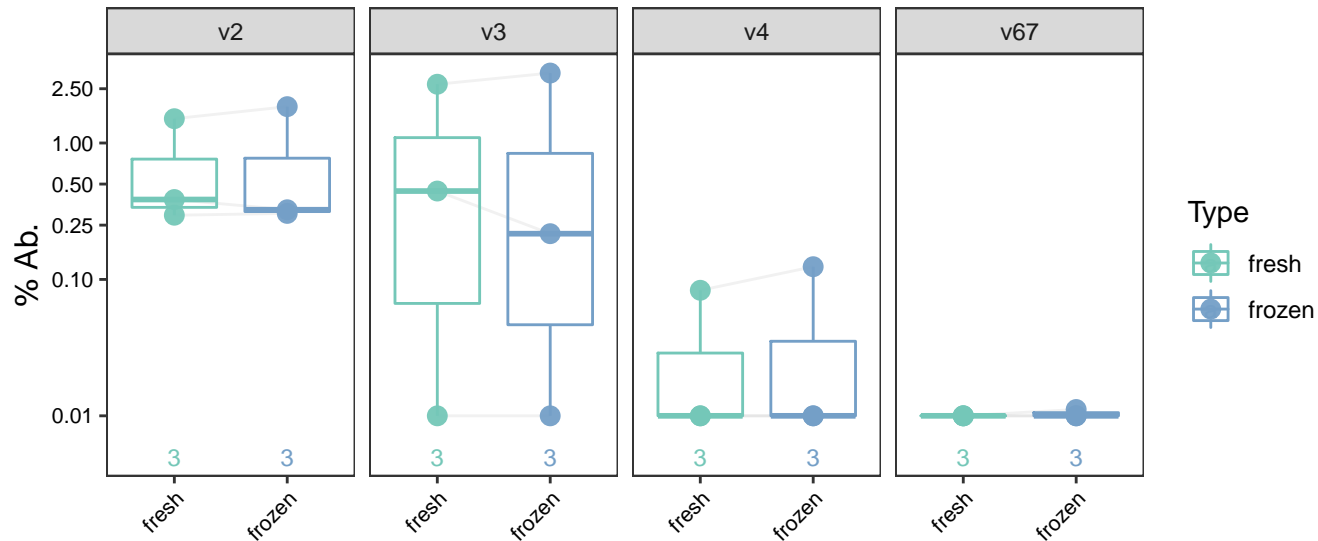 v2 v3 v4 v67
% Ab.
2.50
1.00
0.50
0.25
0.10
0.01
3 3 3 3 3 3 3 3
fresh frozen fresh frozen fresh frozen fresh frozen
Type
fresh
frozen